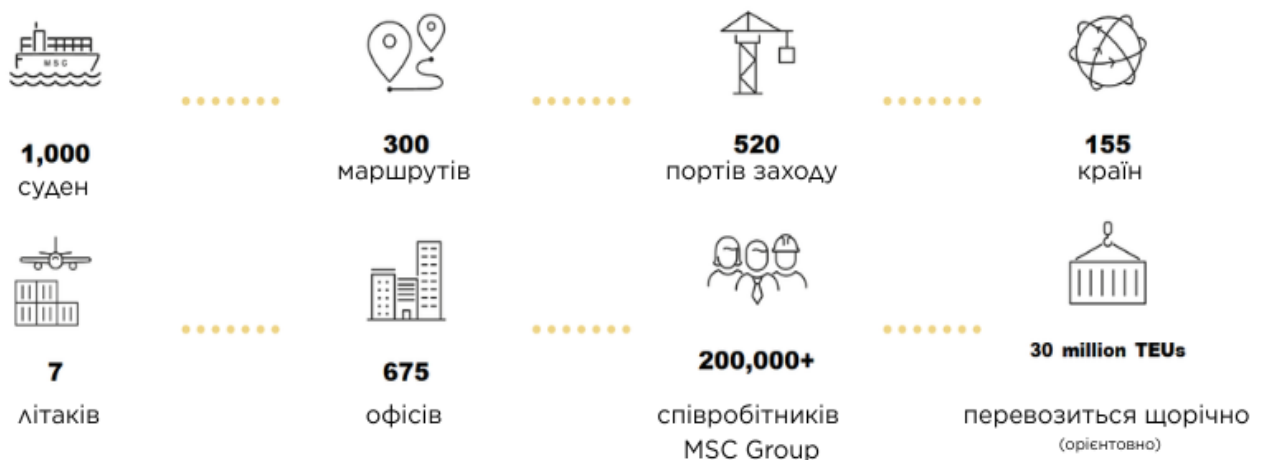 MSC
1,000
суден
300
маршрутів
520
портів заходу
155
країн
7
літаків
675
офісів
200,000+
співробітників
MSC Group
30 million TEUs
перевозиться щорічно
(орієнтовно)